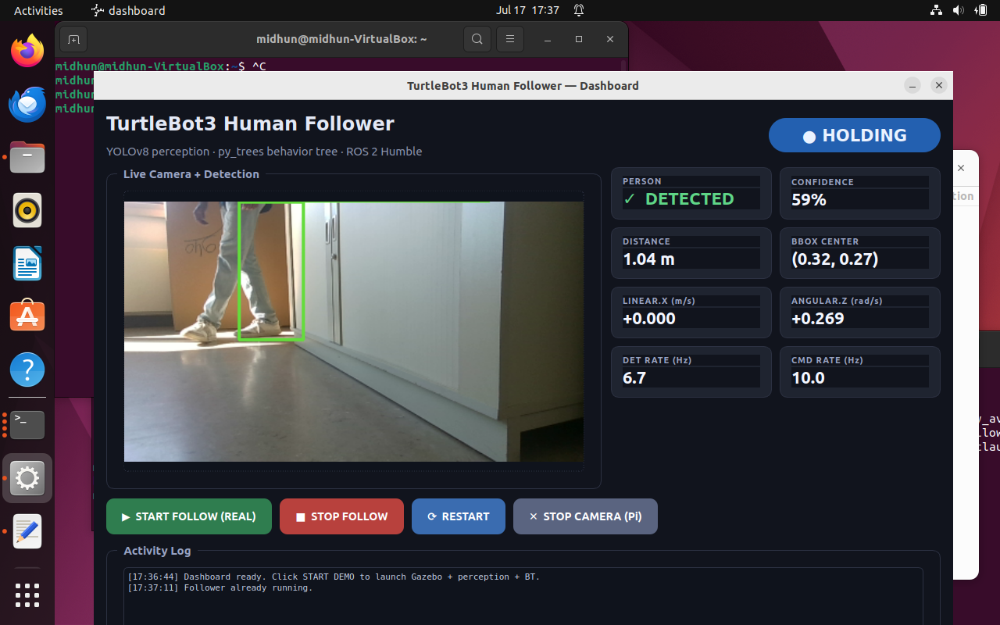 Activities
dashboard
Jul 17 17:37
midhun@midhun-VirtualBox: ~
midhun@midhun-VirtualBox:~$ ^C
midhun
midhun
midhun
TurtleBot3 Human Follower — Dashboard
TurtleBot3 Human Follower
YOLOv8 perception · py_trees behavior tree · ROS 2 Humble
● HOLDING
Live Camera + Detection
PERSON
✓ DETECTED
CONFIDENCE
59%
DISTANCE
1.04 m
BBOX CENTER
(0.32, 0.27)
LINEAR.X (m/s)
+0.000
ANGULAR.Z (rad/s)
+0.269
DET RATE (Hz)
6.7
CMD RATE (Hz)
10.0
▶ START FOLLOW (REAL)
■ STOP FOLLOW
⟳ RESTART
✕ STOP CAMERA (Pi)
Activity Log
[17:36:44] Dashboard ready. Click START DEMO to launch Gazebo + perception + BT.
[17:37:11] Follower already running.